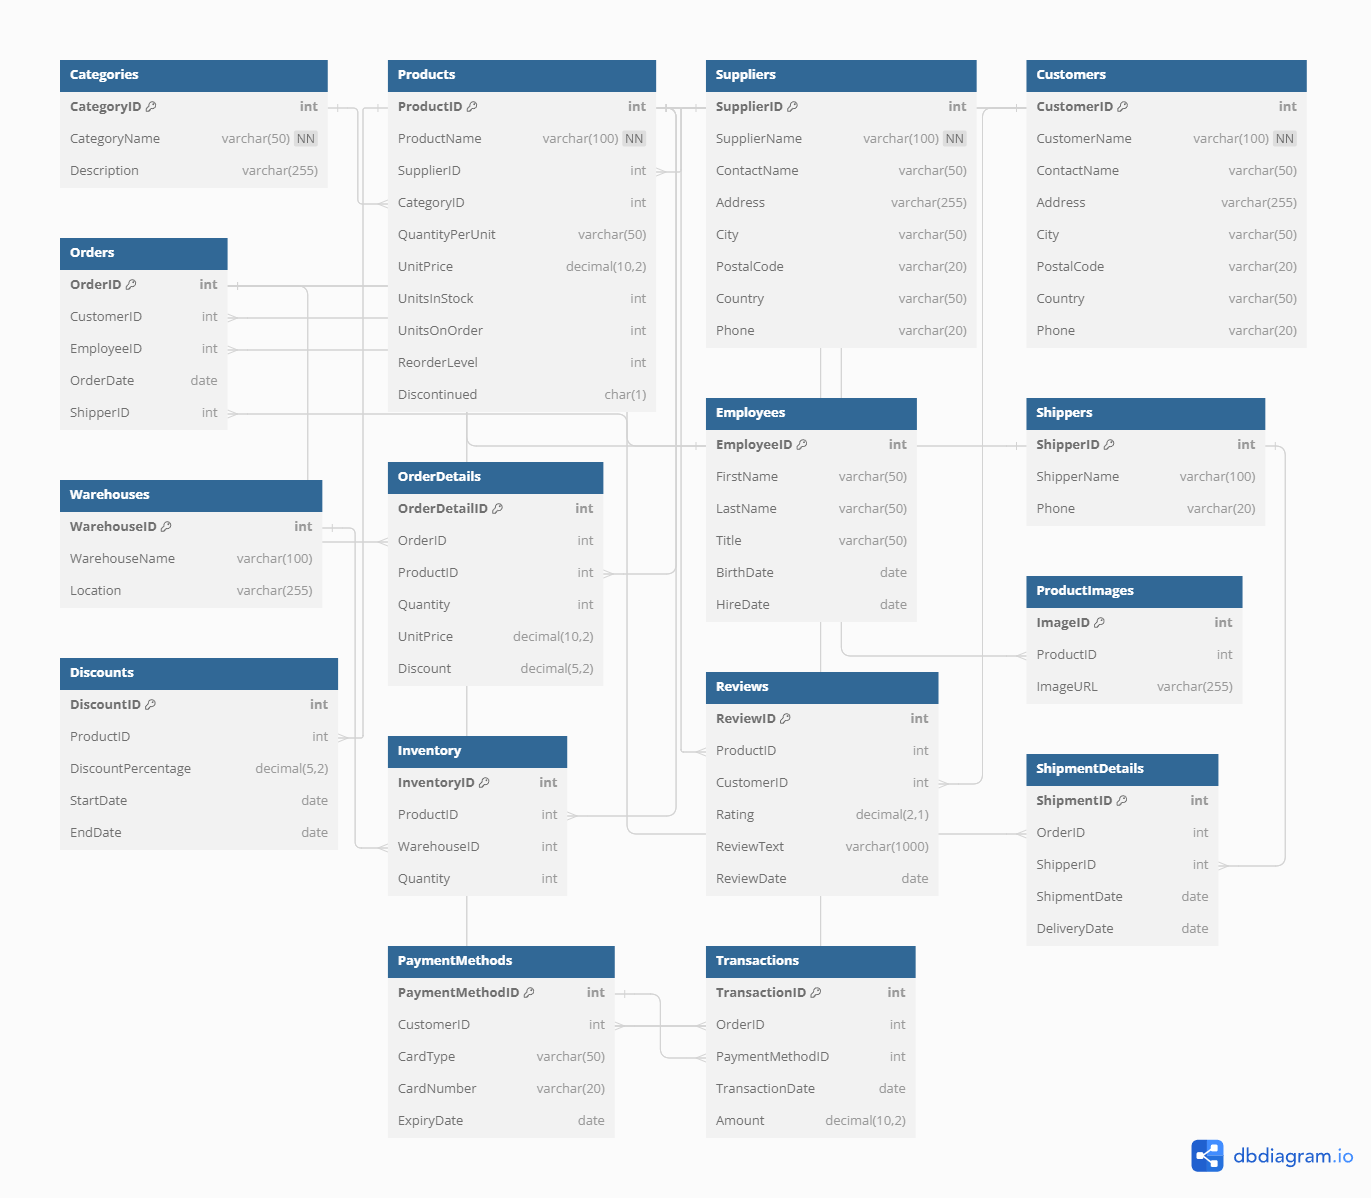 Categories
CategoryID int
CategoryName varchar(50) NN
Description varchar(255)
Products
ProductID int
ProductName varchar(100) NN
SupplierID int
CategoryID int
QuantityPerUnit varchar(50)
UnitPrice decimal(10,2)
UnitsInStock int
UnitsOnOrder int
ReorderLevel int
Discontinued char(1)
Suppliers
SupplierID int
SupplierName varchar(100) NN
ContactName varchar(50)
Address varchar(255)
City varchar(50)
PostalCode varchar(20)
Country varchar(50)
Phone varchar(20)
Customers
CustomerID int
CustomerName varchar(100) NN
ContactName varchar(50)
Address varchar(255)
City varchar(50)
PostalCode varchar(20)
Country varchar(50)
Phone varchar(20)
Orders
OrderID int
CustomerID int
EmployeeID int
OrderDate date
ShipperID int
Employees
EmployeeID int
FirstName varchar(50)
LastName varchar(50)
Title varchar(50)
BirthDate date
HireDate date
Shippers
ShipperID int
ShipperName varchar(100)
Phone varchar(20)
Warehouses
WarehouseID int
WarehouseName varchar(100)
Location varchar(255)
OrderDetails
OrderDetailID int
OrderID int
ProductID int
Quantity int
UnitPrice decimal(10,2)
Discount decimal(5,2)
ProductImages
ImageID int
ProductID int
ImageURL varchar(255)
Discounts
DiscountID int
ProductID int
DiscountPercentage decimal(5,2)
StartDate date
EndDate date
Inventory
InventoryID int
ProductID int
WarehouseID int
Quantity int
Reviews
ReviewID int
ProductID int
CustomerID int
Rating decimal(2,1)
ReviewText varchar(1000)
ReviewDate date
ShipmentDetails
ShipmentID int
OrderID int
ShipperID int
ShipmentDate date
DeliveryDate date
PaymentMethods
PaymentMethodID int
CustomerID int
CardType varchar(50)
CardNumber varchar(20)
ExpiryDate date
Transactions
TransactionID int
OrderID int
PaymentMethodID int
TransactionDate date
Amount decimal(10,2)
dbdiagram.io